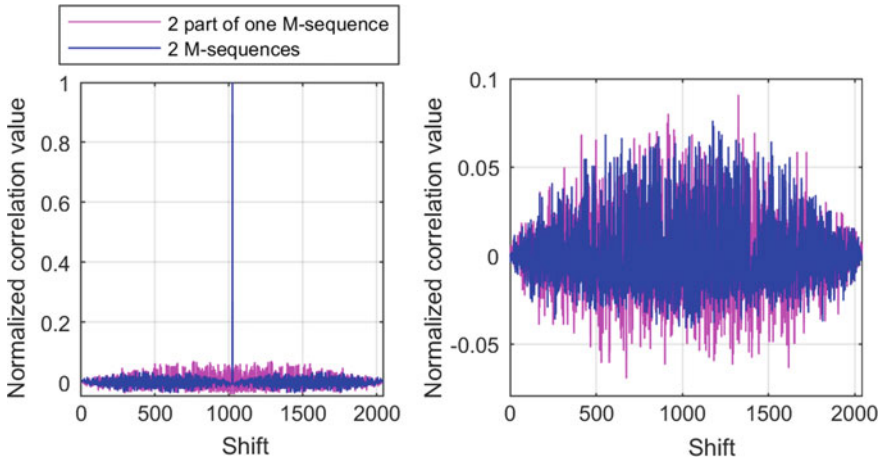 2 part of one M-sequence
2 M-sequences
Normalized correlation value
1
0.8
0.6
0.4
0.2
0
0 500 1000 1500 2000
Shift
Normalized correlation value
0.1
0.05
0
-0.05
0 500 1000 1500 2000
Shift